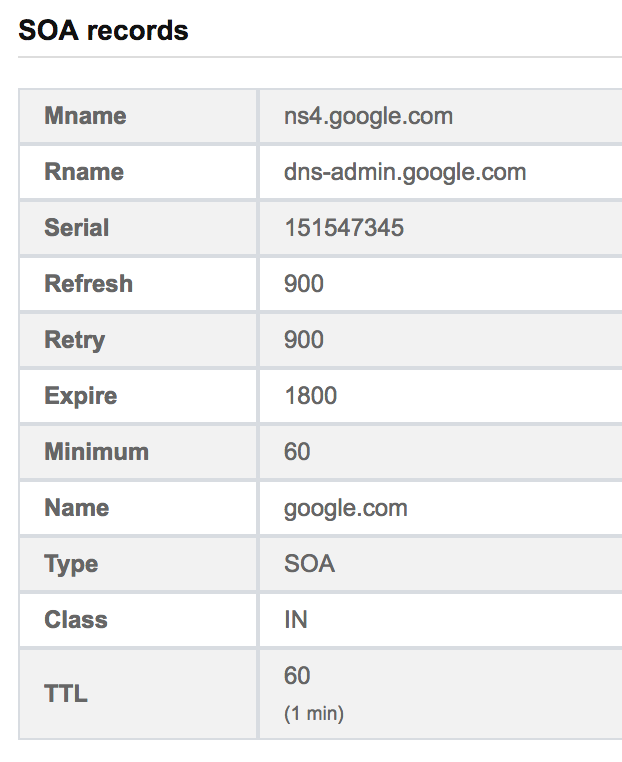 SOA records
Mname ns4.google.com
Rname dns-admin.google.com
Serial 151547345
Refresh 900
Retry 900
Expire 1800
Minimum 60
Name google.com
Type SOA
Class IN
TTL 60
(1 min)